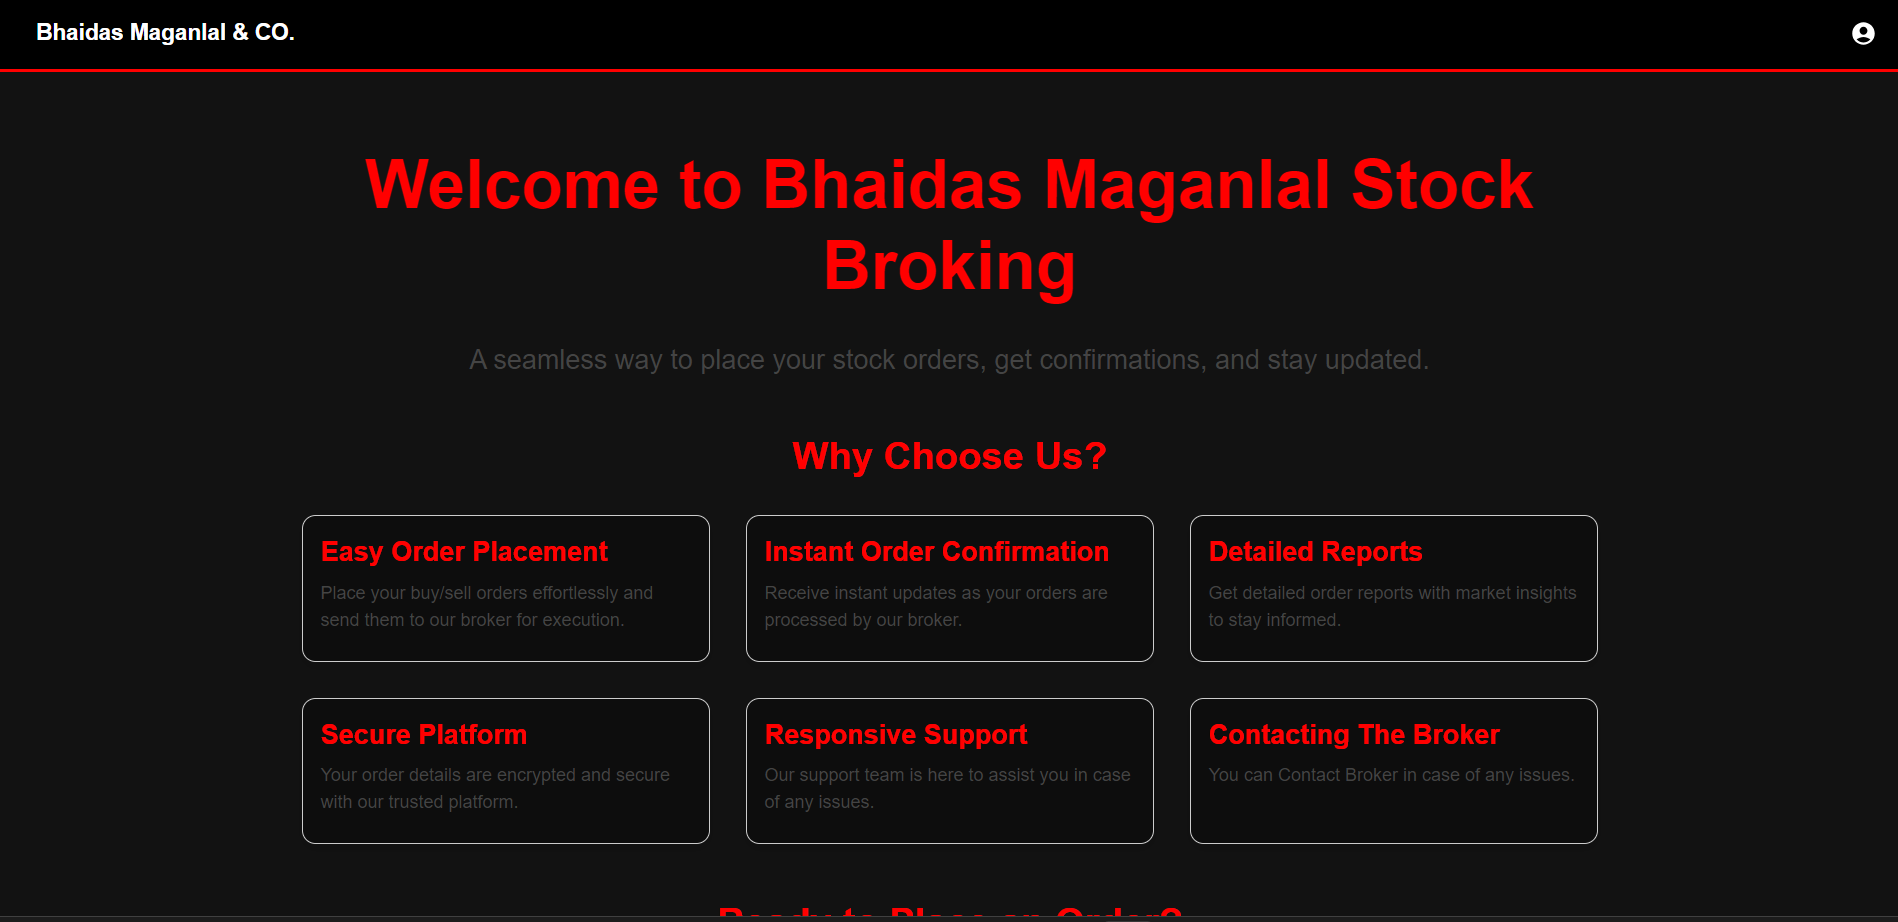 Bhaidas Maganlal & CO.
Welcome to Bhaidas Maganlal Stock
Broking
A seamless way to place your stock orders, get confirmations, and stay updated.
Why Choose Us?
Easy Order Placement
Place your buy/sell orders effortlessly and
send them to our broker for execution.
Instant Order Confirmation
Receive instant updates as your orders are
processed by our broker.
Detailed Reports
Get detailed order reports with market insights
to stay informed.
Secure Platform
Your order details are encrypted and secure
with our trusted platform.
Responsive Support
Our support team is here to assist you in case
of any issues.
Contacting The Broker
You can Contact Broker in case of any issues.
Ready to Place an Order?